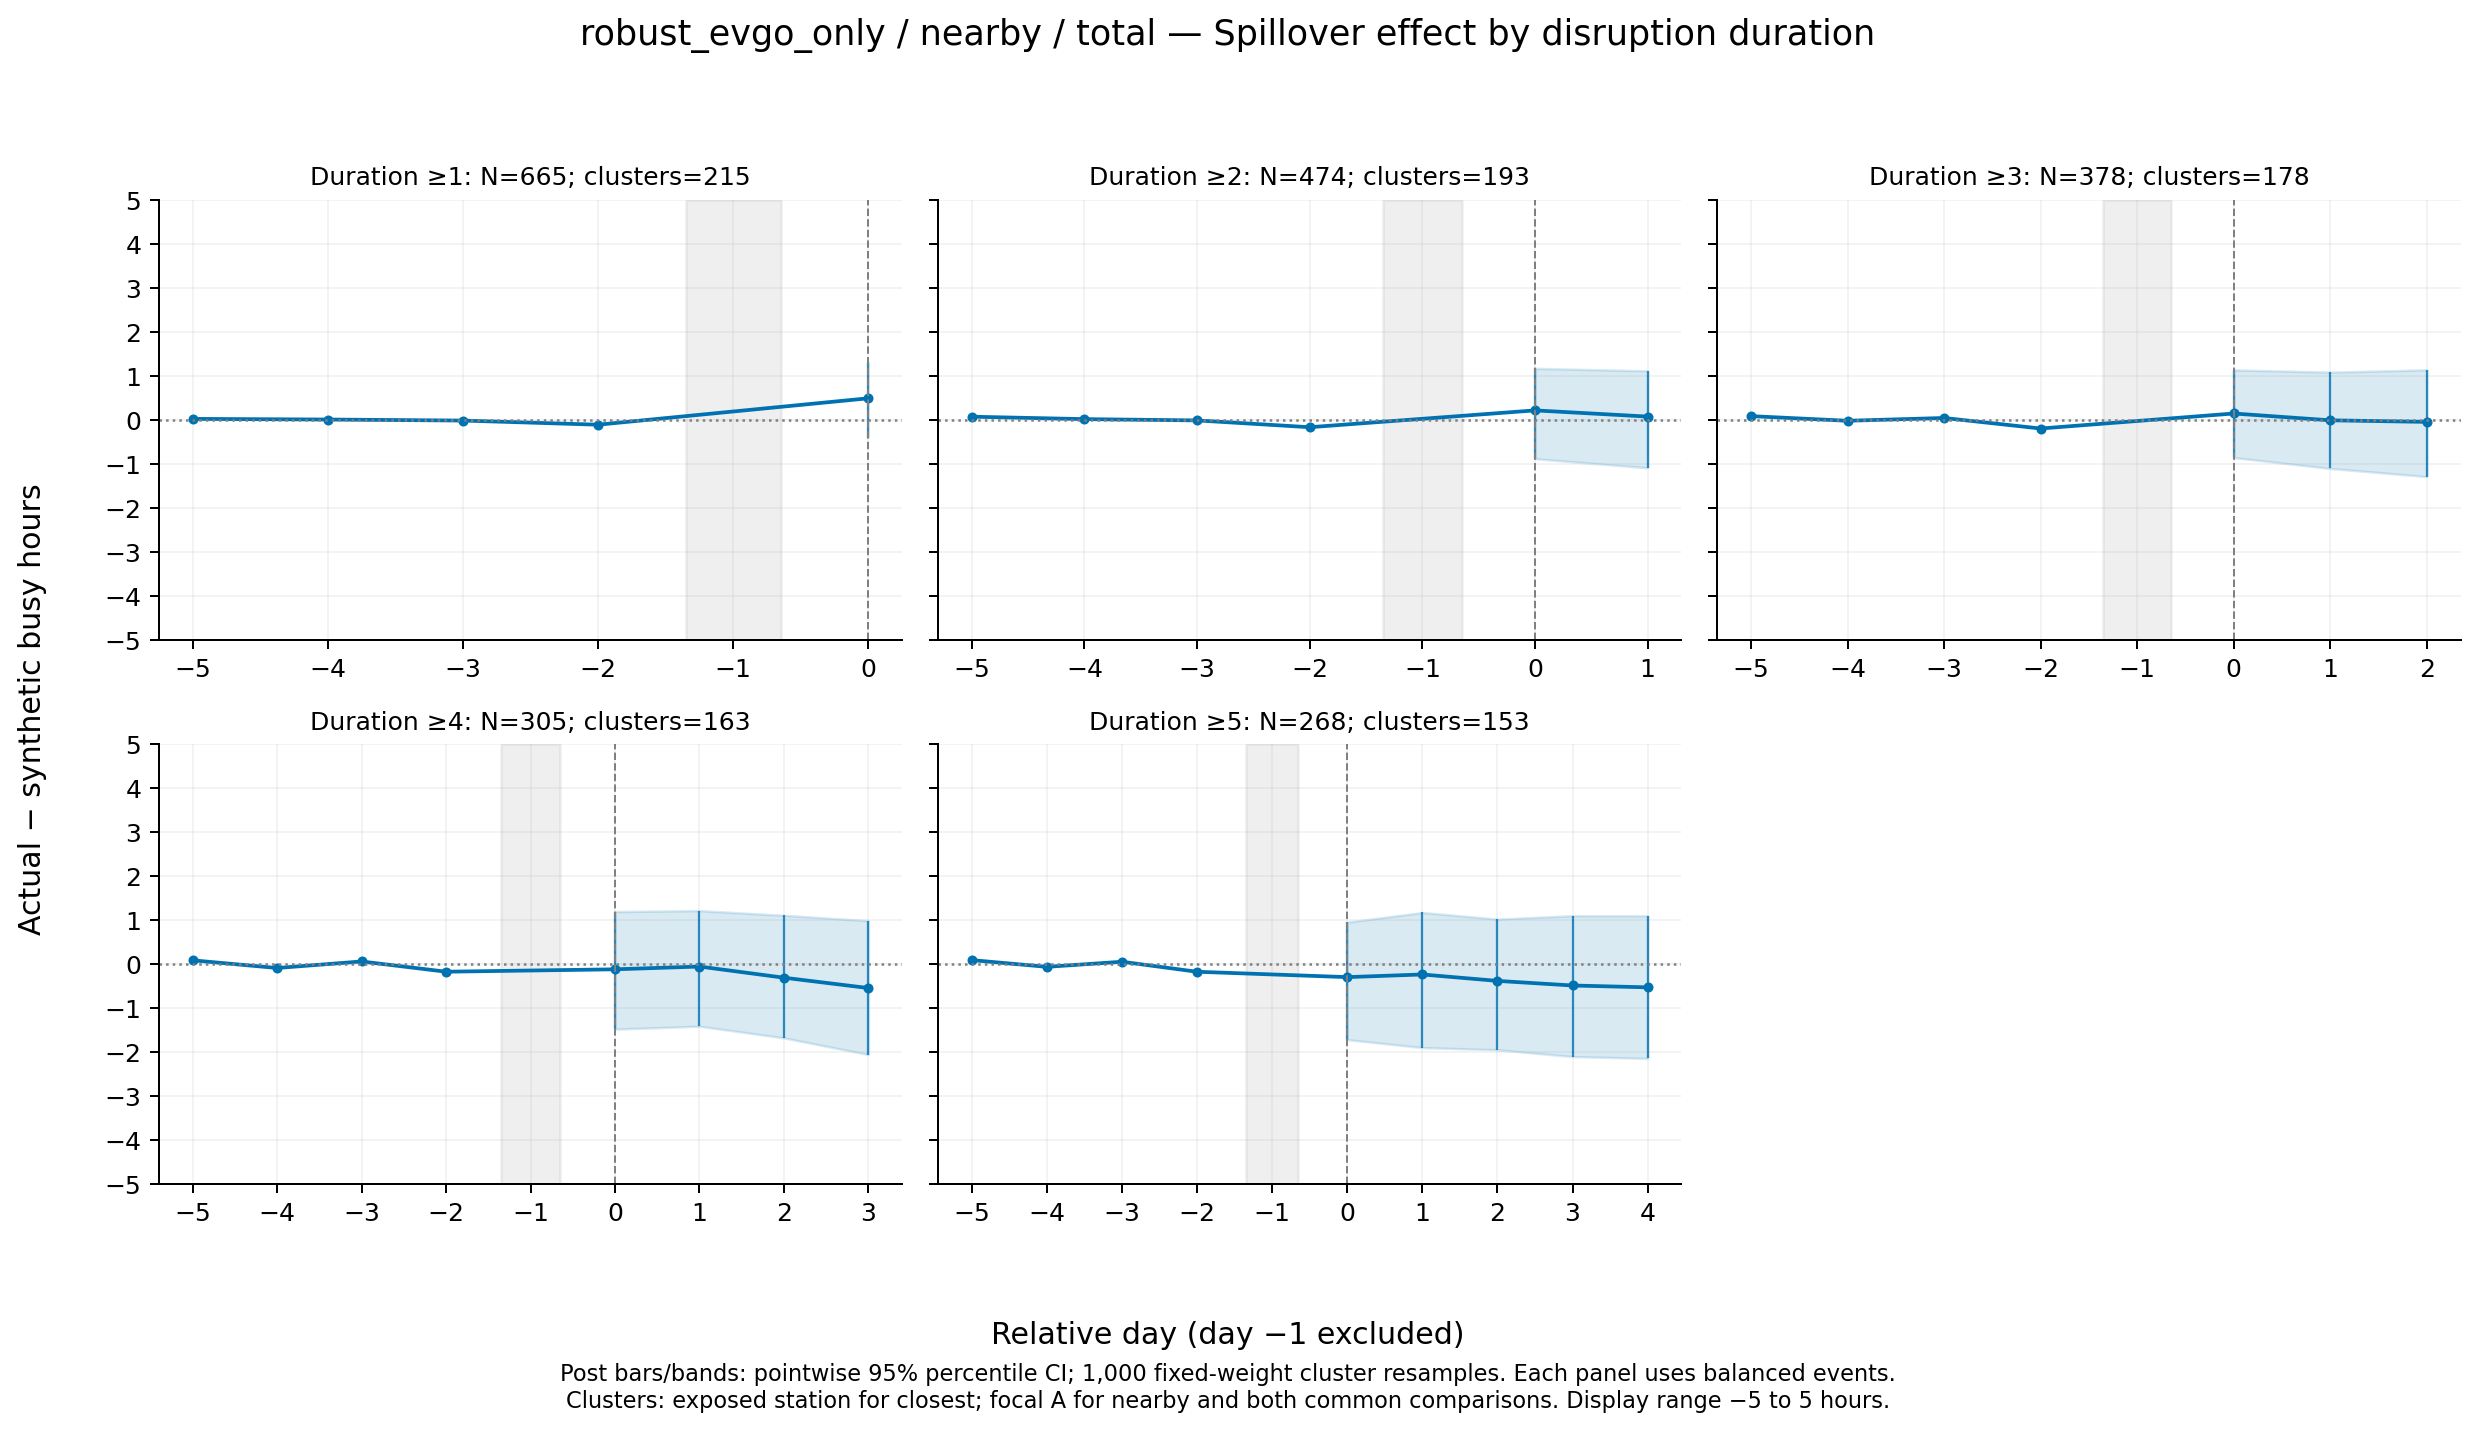 robust_evgo_only / nearby / total — Spillover effect by disruption duration
Duration ≥1: N=665; clusters=215
Duration ≥2: N=474; clusters=193
Duration ≥3: N=378; clusters=178
5
4
3
2
1
0
−1
−2
−3
−4
−5
−5 −4 −3 −2 −1 0
−5 −4 −3 −2 −1 0 1
−5 −4 −3 −2 −1 0 1 2
Actual − synthetic busy hours
Duration ≥4: N=305; clusters=163
Duration ≥5: N=268; clusters=153
5
4
3
2
1
0
−1
−2
−3
−4
−5
−5 −4 −3 −2 −1 0 1 2 3
−5 −4 −3 −2 −1 0 1 2 3 4
Relative day (day −1 excluded)
Post bars/bands: pointwise 95% percentile CI; 1,000 fixed-weight cluster resamples. Each panel uses balanced events.
Clusters: exposed station for closest; focal A for nearby and both common comparisons. Display range −5 to 5 hours.